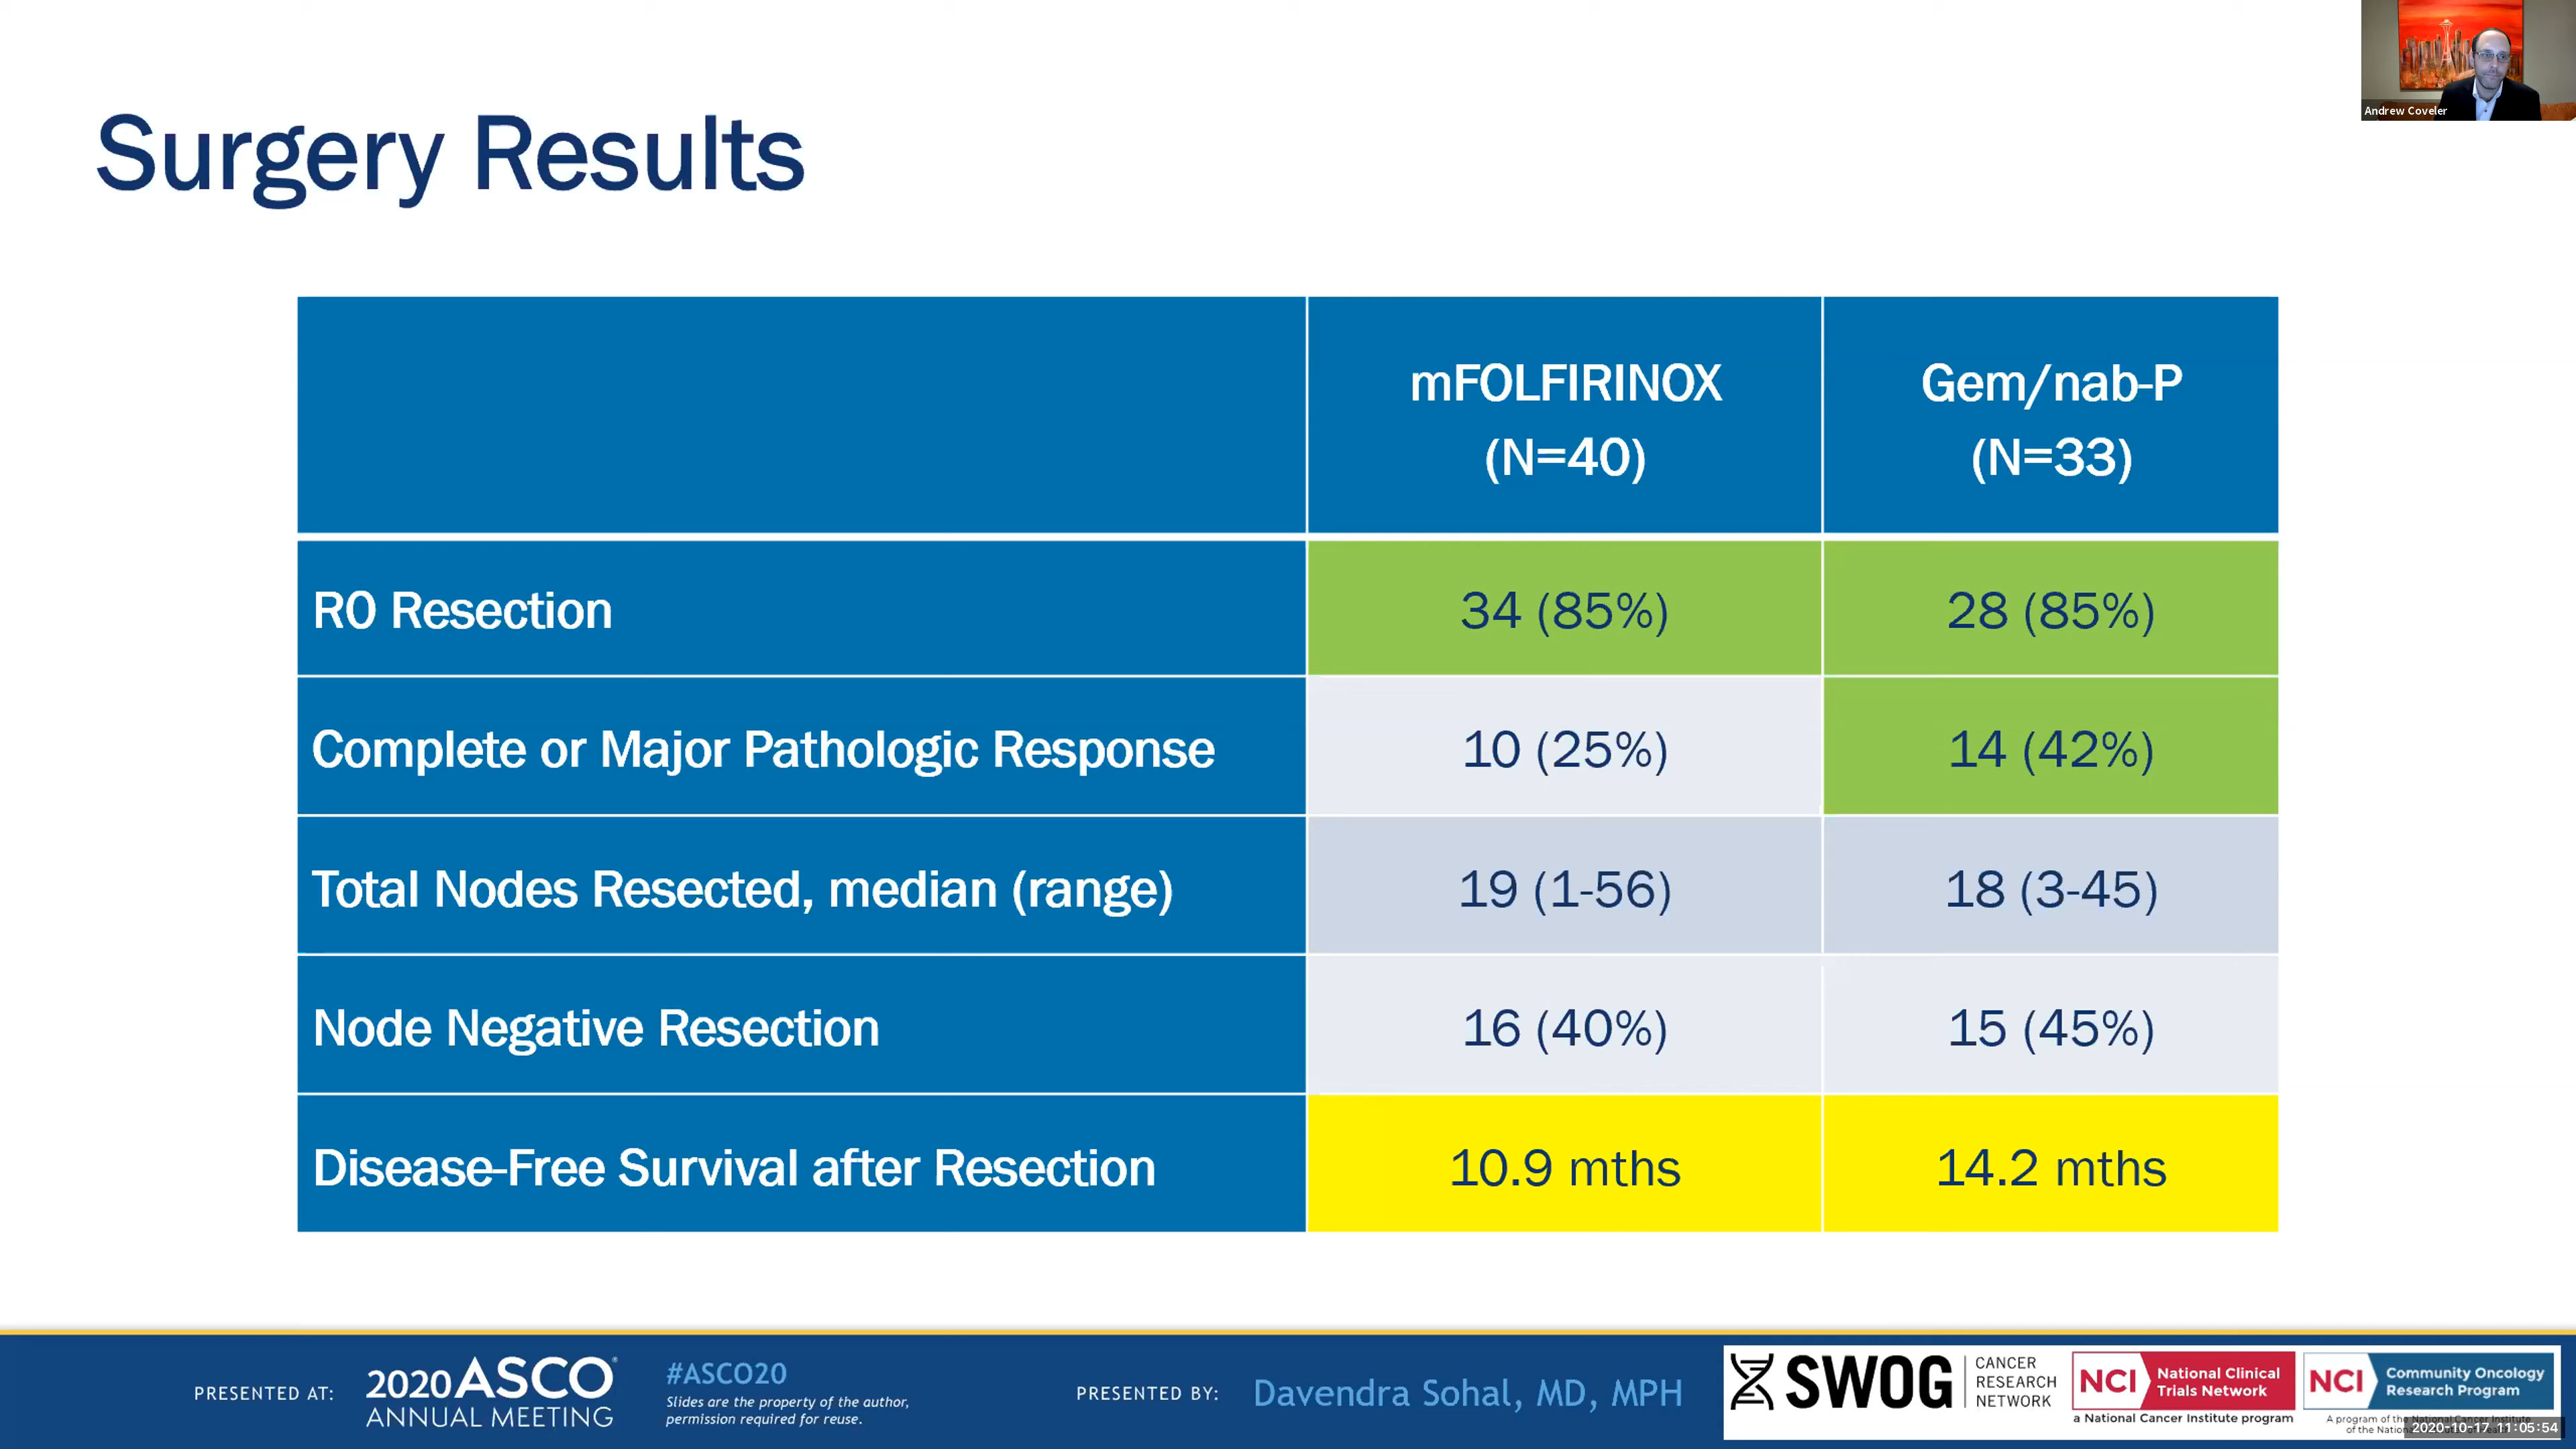 Andrew Coveler
Surgery Results
mFOLFIRINOX
(N=40)
Gem/nab-P
(N=33)
R0 Resection
34 (85%)
28 (85%)
Complete or Major Pathologic Response
10 (25%)
14 (42%)
Total Nodes Resected, median (range)
19 (1-56)
18 (3-45)
Node Negative Resection
16 (40%)
15 (45%)
Disease-Free Survival after Resection
10.9 mths
14.2 mths
PRESENTED AT:
2020 ASCO®
ANNUAL MEETING
#ASCO20
Slides are the property of the author,
permission required for reuse.
PRESENTED BY:
Davendra Sohal, MD, MPH
SWOG
CANCER
RESEARCH
NETWORK
NCI
National Clinical
Trials Network
a National Cancer Institute program
NCI
Community Oncology
Research Program
A program of the National Cancer Institute
of the National
2020-10-17 11:05:54